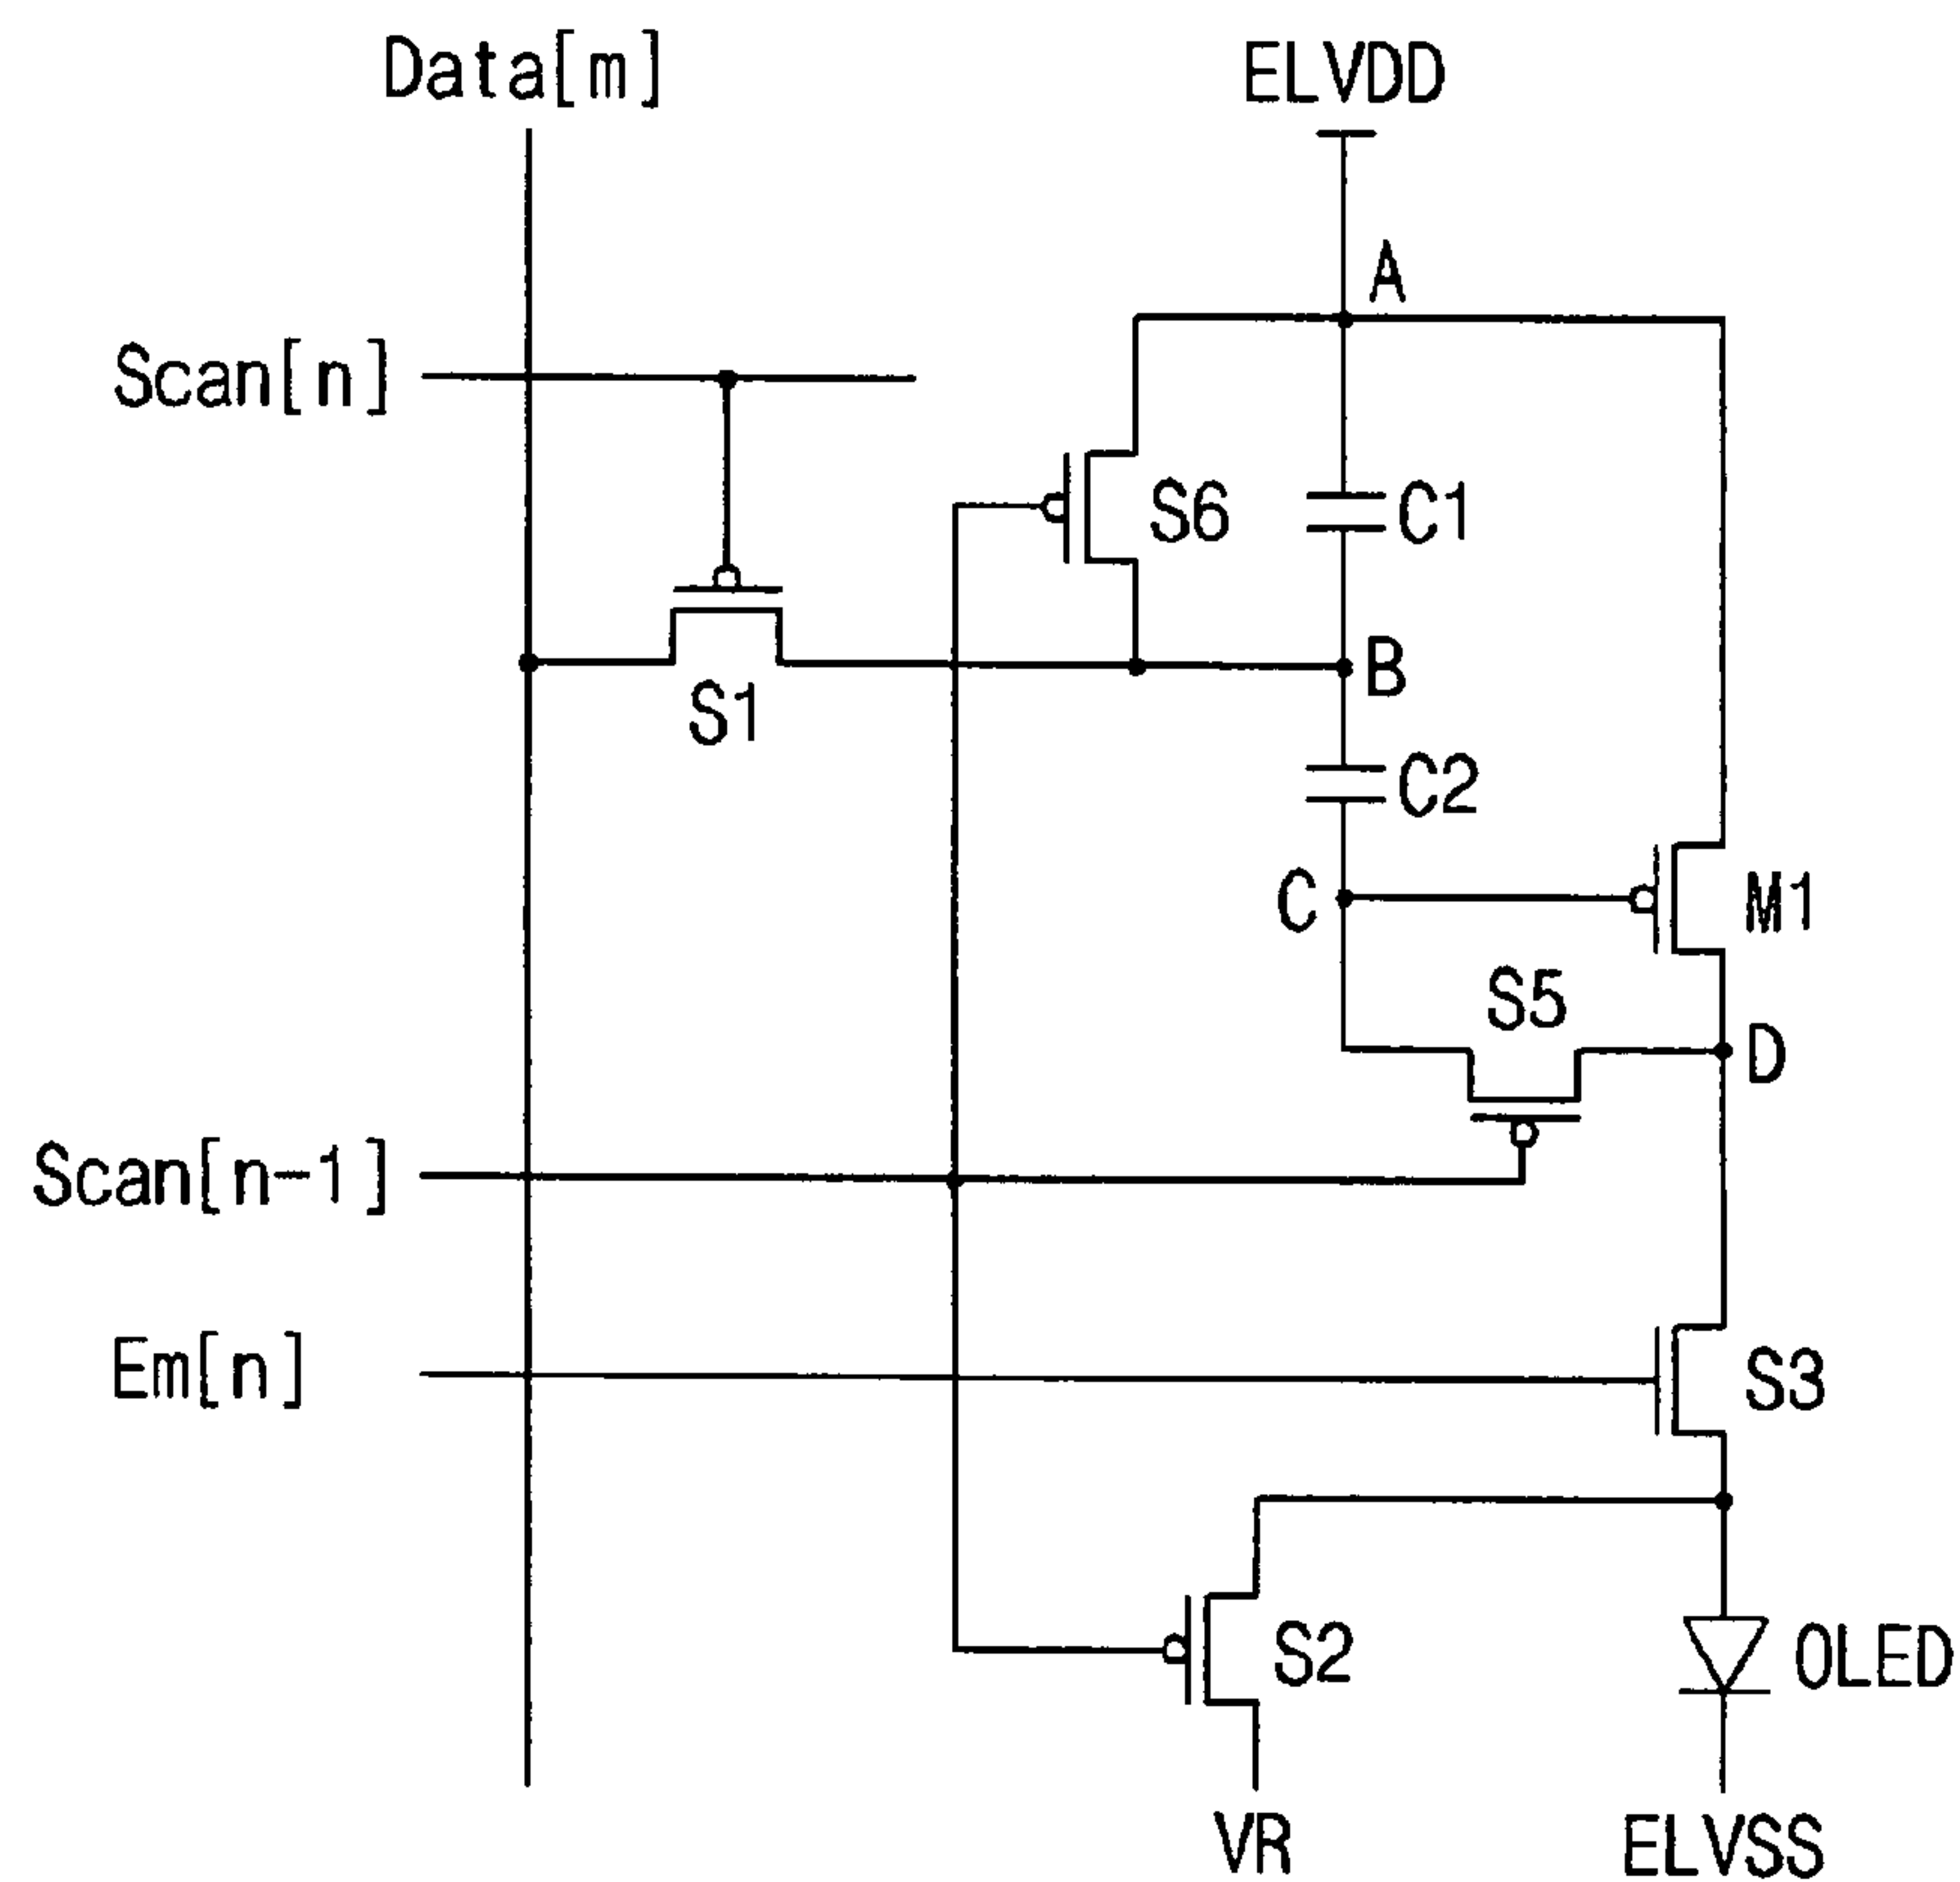 Data[m]
ELVDD
A
Scan[n]
S6
C1
B
S1
C2
C
M1
S5
D
Scan[n-1]
Em[n]
S3
S2
OLED
VR
ELVSS